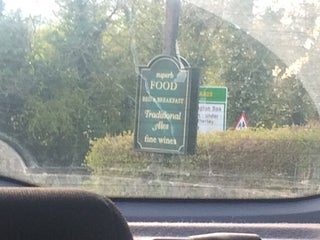 superb
FOOD
BED & BREAKFAST
Traditional
Ales
fine wines